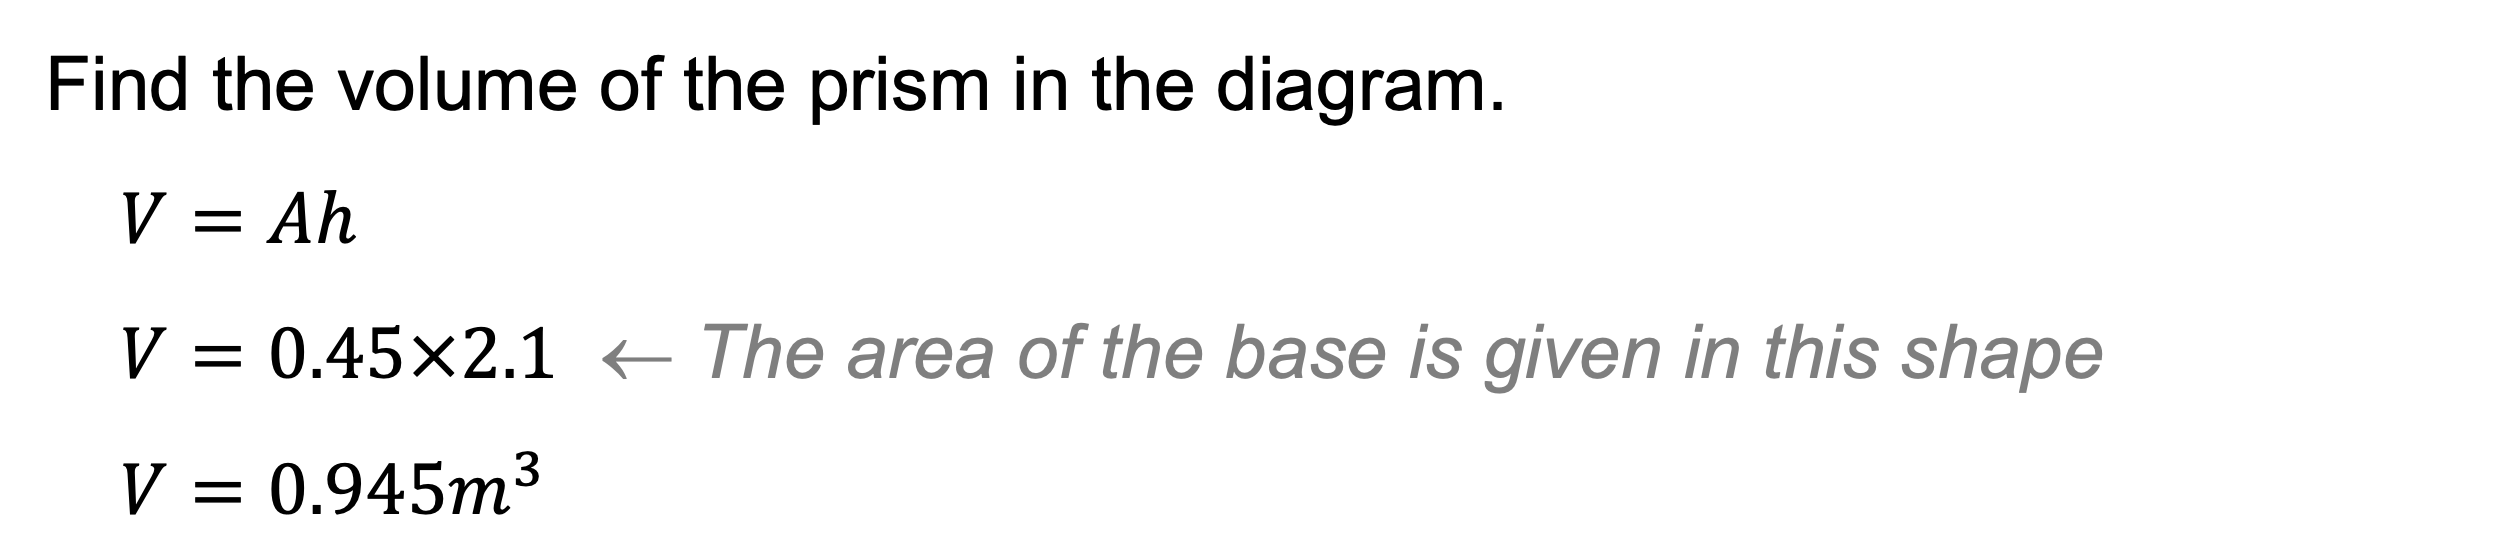 Find the volume of the prism in the diagram.
V = Ah
V = 0.45×2.1 ← The area of the base is given in this shape
V = 0.945m³